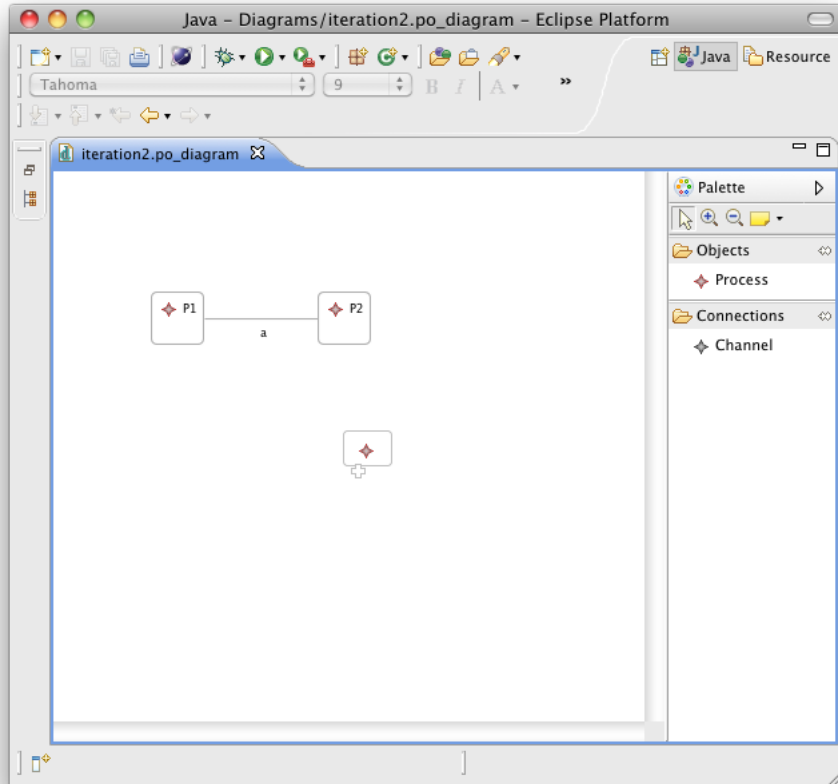 Java – Diagrams/iteration2.po_diagram – Eclipse Platform
Java Resource
Tahoma 9 B I A »
iteration2.po_diagram
Palette
Objects
Process
Connections
Channel
P1 P2
a